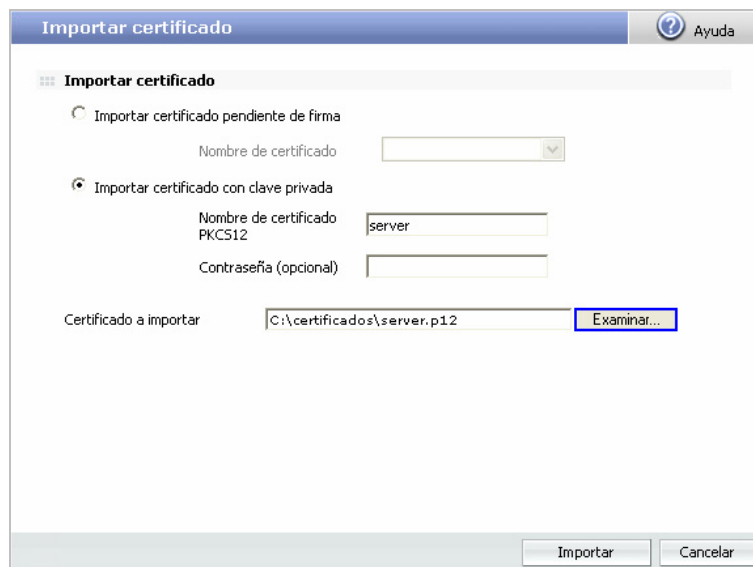 Importar certificado
Ayuda
Importar certificado
Importar certificado pendiente de firma
Nombre de certificado
Importar certificado con clave privada
Nombre de certificado
PKCS12
server
Contraseña (opcional)
Certificado a importar
C:\certificados\server.p12
Examinar...
Importar
Cancelar